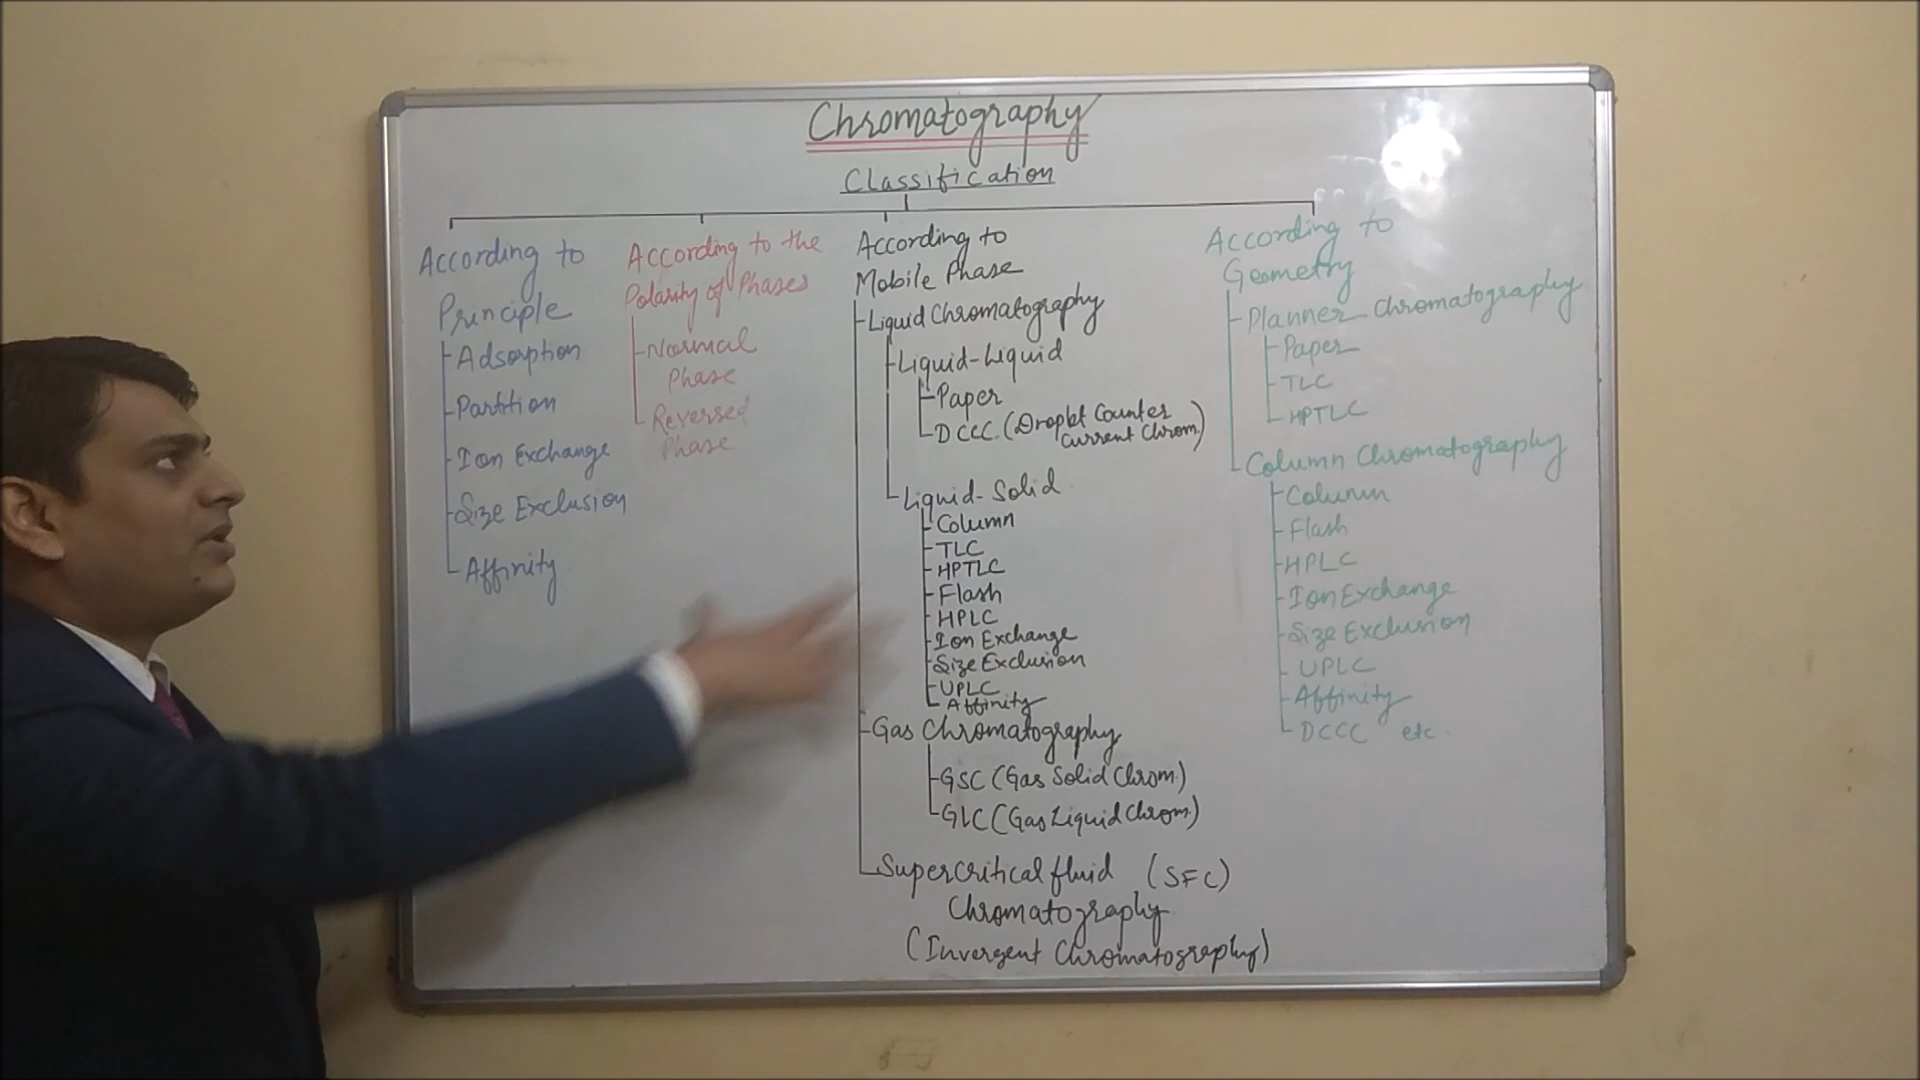 Chromatography
Classification
According to
Principle
Adsorption
Partition
Ion Exchange
Size Exclusion
Affinity
According to the
Polarity of Phases
Normal
Phase
Reversed
Phase
According to
Mobile Phase
Liquid Chromatography
Liquid-Liquid
Paper
DCCC (Droplet Counter
current Chrom.)
Liquid-Solid
Column
TLC
HPTLC
Flash
HPLC
Ion Exchange
Size Exclusion
UPLC
Affinity
Gas Chromatography
GSC (Gas Solid Chrom.)
GLC (Gas Liquid Chrom.)
Supercritical fluid (SFC)
Chromatography
(Invergent Chromatography)
According to
Geometry
Planner Chromatography
Paper
TLC
HPTLC
Column Chromatography
Column
Flash
HPLC
Ion Exchange
Size Exclusion
UPLC
Affinity
DCCC etc.